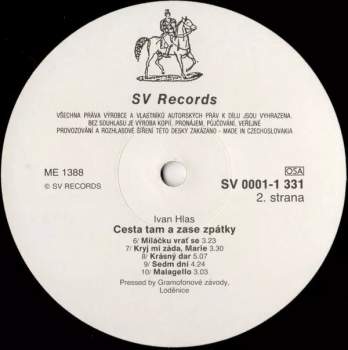 SV Records
VŠECHNA PRÁVA VÝROBCE A VLASTNÍKŮ AUTORSKÝCH PRÁV K DÍLU JSOU VYHRAZENA.
BEZ SOUHLASU JE VÝROBA KOPIÍ, PRONÁJEM, PŮJČOVÁNÍ, VEŘEJNÉ
PROVOZOVÁNÍ A ROZHLASOVÉ ŠÍŘENÍ TÉTO DESKY ZAKÁZÁNO - MADE IN CZECHOSLOVAKIA
ME 1388
© SV RECORDS
OSA
SV 0001-1 331
2. strana
Ivan Hlas
Cesta tam a zase zpátky
6/ Miláčku vrať se 3.23
7/ Kryj mi záda, Marie 3.30
8/ Krásný dar 5.07
9/ Sedm dní 4.24
10/ Malagello 3.03
Pressed by Gramofonové závody,
Loděnice